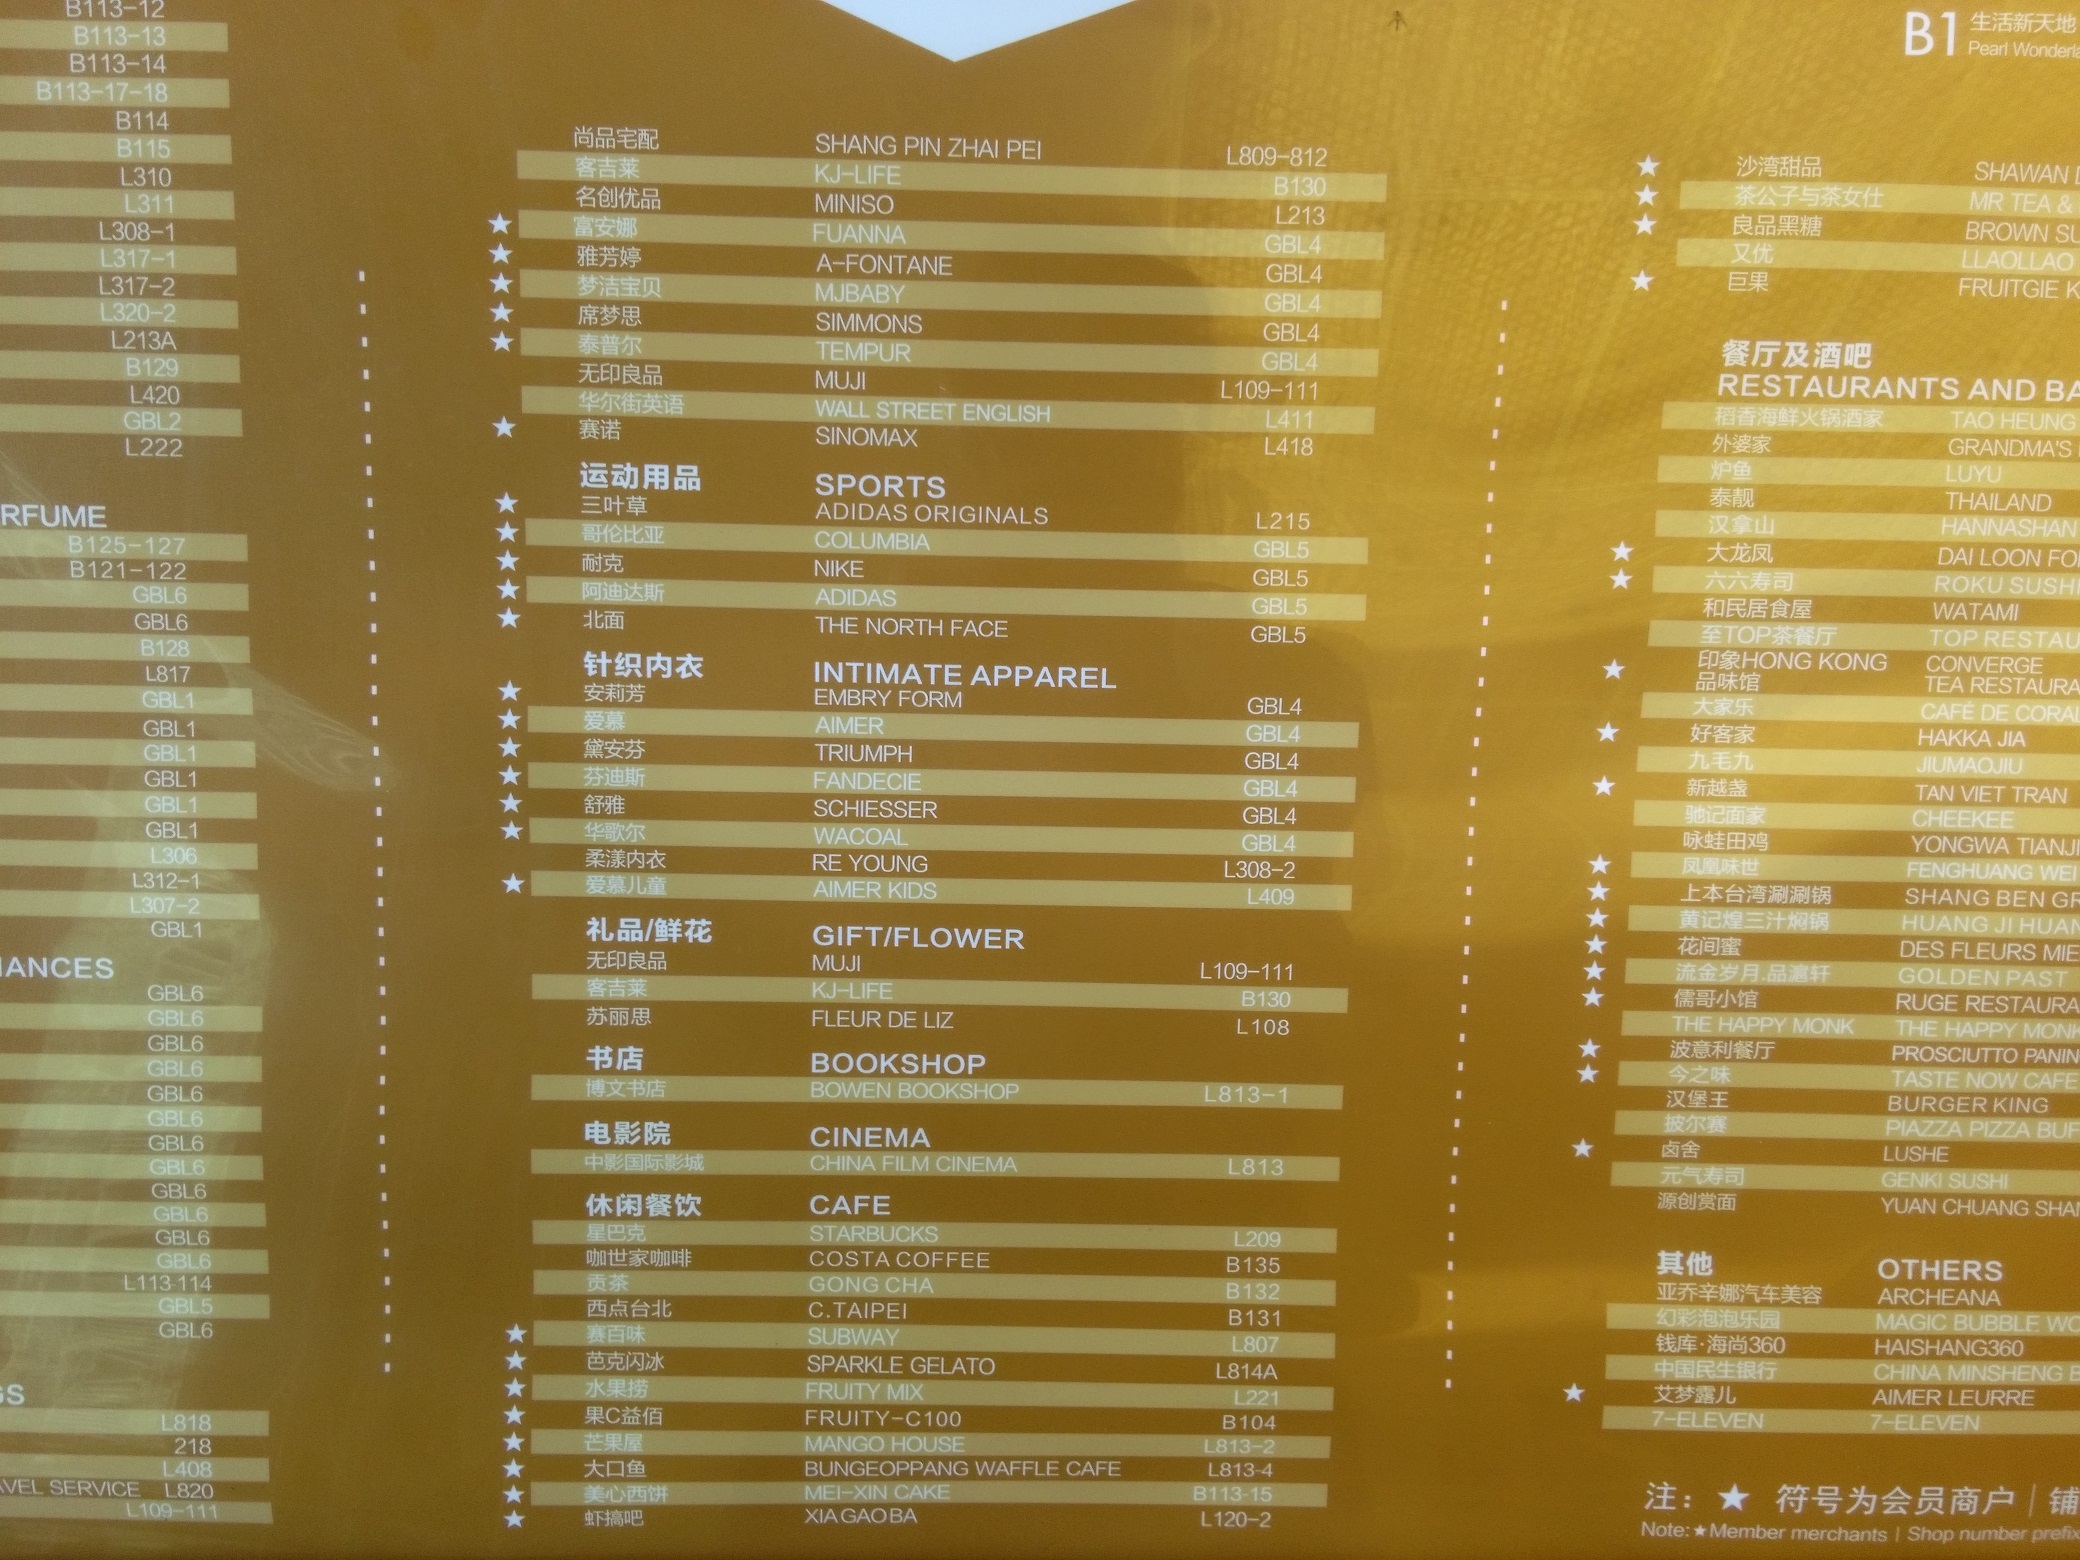 B113-12
B113-13
B113-14
B113-17-18
B114
B115
L310
L311
L308-1
L317-1
L317-2
L320-2
L213A
B129
L420
GBL2
L222
RFUME
B125-127
B121-122
GBL6
GBL6
B128
L817
GBL1
GBL1
GBL1
GBL1
GBL1
GBL1
L306
L312-1
L307-2
GBL1
IANCES
GBL6
GBL6
GBL6
GBL6
GBL6
GBL6
GBL6
GBL6
GBL6
GBL6
GBL6
GBL6
L113-114
GBL5
GBL6
GS
L818
218
L408
AVEL SERVICE L820
L109-111
尚品宅配 SHANG PIN ZHAI PEI L809-812
客吉莱 KJ-LIFE B130
名创优品 MINISO L213
★ 富安娜 FUANNA GBL4
★ 雅芳婷 A-FONTANE GBL4
★ 梦洁宝贝 MJBABY GBL4
★ 席梦思 SIMMONS GBL4
★ 泰普尔 TEMPUR GBL4
无印良品 MUJI L109-111
华尔街英语 WALL STREET ENGLISH L411
★ 赛诺 SINOMAX L418
运动用品 SPORTS
★ 三叶草 ADIDAS ORIGINALS L215
★ 哥伦比亚 COLUMBIA GBL5
★ 耐克 NIKE GBL5
★ 阿迪达斯 ADIDAS GBL5
★ 北面 THE NORTH FACE GBL5
针织内衣 INTIMATE APPAREL
★ 安莉芳 EMBRY FORM GBL4
★ 爱慕 AIMER GBL4
★ 黛安芬 TRIUMPH GBL4
★ 芬迪斯 FANDECIE GBL4
★ 舒雅 SCHIESSER GBL4
★ 华歌尔 WACOAL GBL4
柔漾内衣 RE YOUNG L308-2
★ 爱慕儿童 AIMER KIDS L409
礼品/鲜花 GIFT/FLOWER
无印良品 MUJI L109-111
客吉莱 KJ-LIFE B130
苏丽思 FLEUR DE LIZ L108
书店 BOOKSHOP
博文书店 BOWEN BOOKSHOP L813-1
电影院 CINEMA
中影国际影城 CHINA FILM CINEMA L813
休闲餐饮 CAFE
星巴克 STARBUCKS L209
咖世家咖啡 COSTA COFFEE B135
贡茶 GONG CHA B132
西点台北 C.TAIPEI B131
★ 赛百味 SUBWAY L807
★ 芭克闪冰 SPARKLE GELATO L814A
★ 水果捞 FRUITY MIX L221
★ 果C益佰 FRUITY-C100 B104
★ 芒果屋 MANGO HOUSE L813-2
★ 大口鱼 BUNGEOPPANG WAFFLE CAFE L813-4
★ 美心西饼 MEI-XIN CAKE B113-15
★ 虾搞吧 XIAGAOBA L120-2
B1 生活新天地
Pearl Wonderla
★ 沙湾甜品 SHAWAN D
★ 茶公子与茶女仕 MR TEA &
★ 良品黑糖 BROWN SU
又优 LLAOLLAO
★ 巨果 FRUITGIE K
餐厅及酒吧
RESTAURANTS AND BA
稻香海鲜火锅酒家 TAO HEUNG
外婆家 GRANDMA'S
炉鱼 LUYU
泰靓 THAILAND
汉拿山 HANNASHAN
★ 大龙凤 DAI LOON FO
★ 六六寿司 ROKU SUSHI
和民居食屋 WATAMI
至TOP茶餐厅 TOP RESTAU
★ 印象HONG KONG CONVERGE
品味馆 TEA RESTAURA
大家乐 CAFÉ DE CORAL
★ 好客家 HAKKA JIA
九毛九 JIUMAOJIU
★ 新越盏 TAN VIET TRAN
驰记面家 CHEEKEE
咏蛙田鸡 YONGWA TIANJI
★ 凤凰味世 FENGHUANG WEI
★ 上本台湾涮涮锅 SHANG BEN GR
★ 黄记煌三汁焖锅 HUANG JI HUAN
★ 花间蜜 DES FLEURS MIE
★ 流金岁月.品滬轩 GOLDEN PAST
★ 儒哥小馆 RUGE RESTAURA
THE HAPPY MONK THE HAPPY MONK
★ 波意利餐厅 PROSCIUTTO PANIN
★ 今之味 TASTE NOW CAFE
汉堡王 BURGER KING
披尔赛 PIAZZA PIZZA BUF
★ 卤舍 LUSHE
元气寿司 GENKI SUSHI
源创赏面 YUAN CHUANG SHAN
其他 OTHERS
亚乔辛娜汽车美容 ARCHEANA
幻彩泡泡乐园 MAGIC BUBBLE WO
钱库·海尚360 HAISHANG360
中国民生银行 CHINA MINSHENG B
★ 艾梦露儿 AIMER LEURRE
7-ELEVEN 7-ELEVEN
注：★ 符号为会员商户｜铺
Note:★Member merchants | Shop number prefix